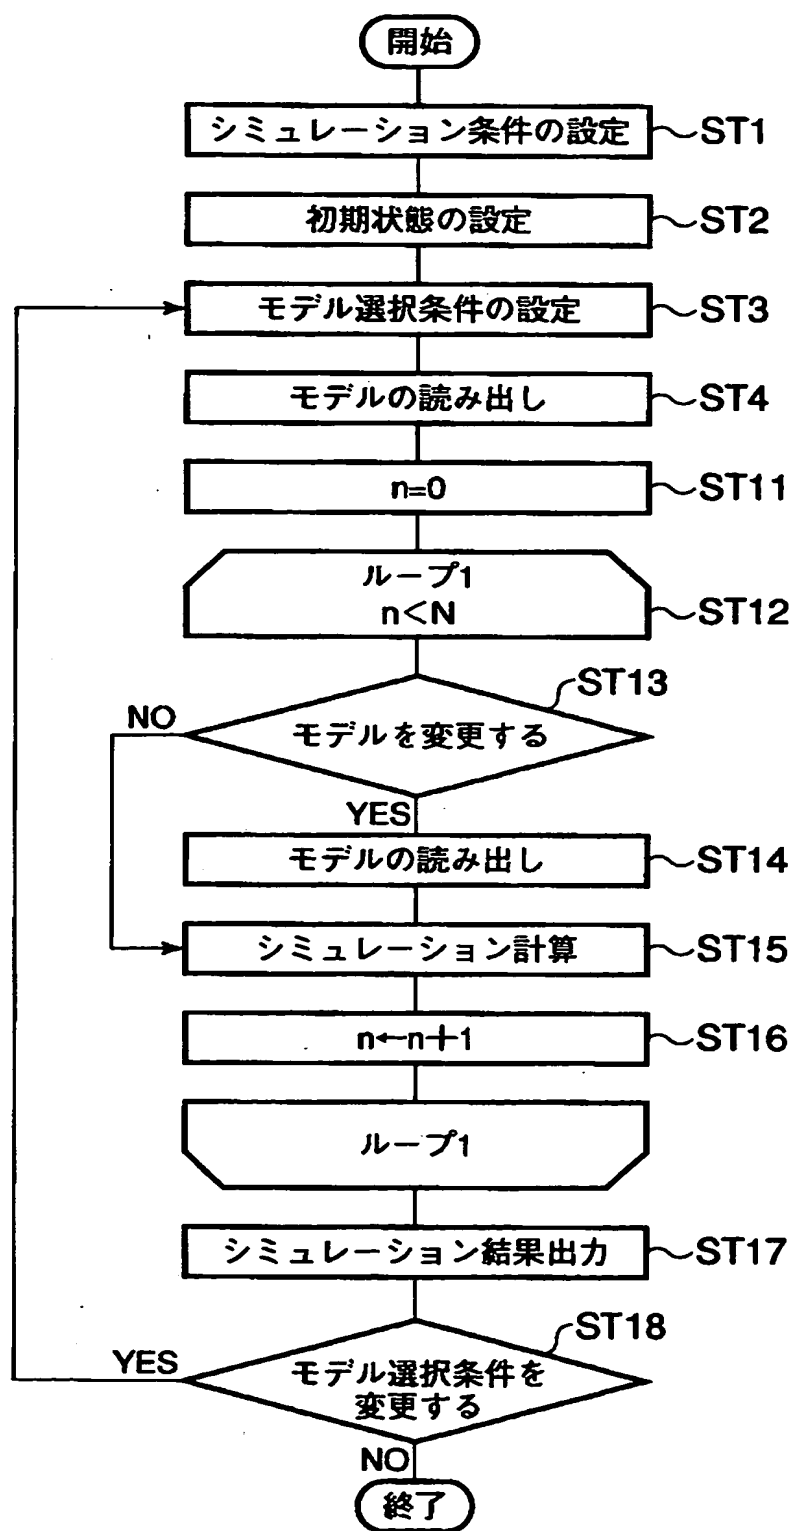 開始
シミュレーション条件の設定 ST1
初期状態の設定 ST2
モデル選択条件の設定 ST3
モデルの読み出し ST4
n=0 ST11
ループ1
n<N ST12
ST13
NO モデルを変更する
YES
モデルの読み出し ST14
シミュレーション計算 ST15
n←n+1 ST16
ループ1
シミュレーション結果出力 ST17
ST18
YES モデル選択条件を
変更する
NO
終了